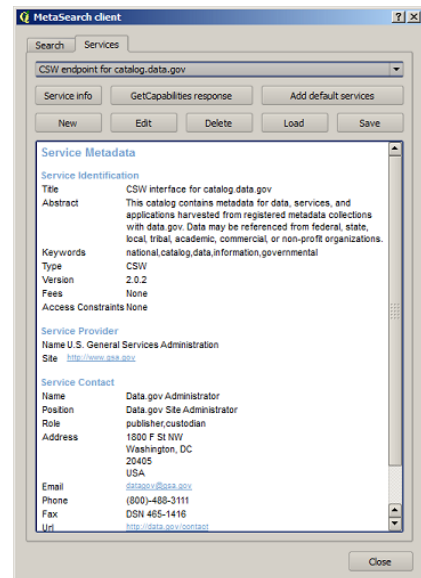 MetaSearch client
Search Services
CSW endpoint for catalog.data.gov
Service info GetCapabilities response Add default services
New Edit Delete Load Save
Service Metadata
Service Identification
Title CSW interface for catalog.data.gov
Abstract This catalog contains metadata for data, services, and
applications harvested from registered metadata collections
with data.gov. Data may be referenced from federal, state,
local, tribal, academic, commercial, or non-profit organizations.
Keywords national,catalog,data,information,governmental
Type CSW
Version 2.0.2
Fees None
Access Constraints None
Service Provider
Name U.S. General Services Administration
Site http://www.gsa.gov
Service Contact
Name Data.gov Administrator
Position Data.gov Site Administrator
Role publisher,custodian
Address 1800 F St NW
Washington, DC
20405
USA
Email datagov@gsa.gov
Phone (800)-488-3111
Fax DSN 465-1416
Url http://data.gov/contact
Close